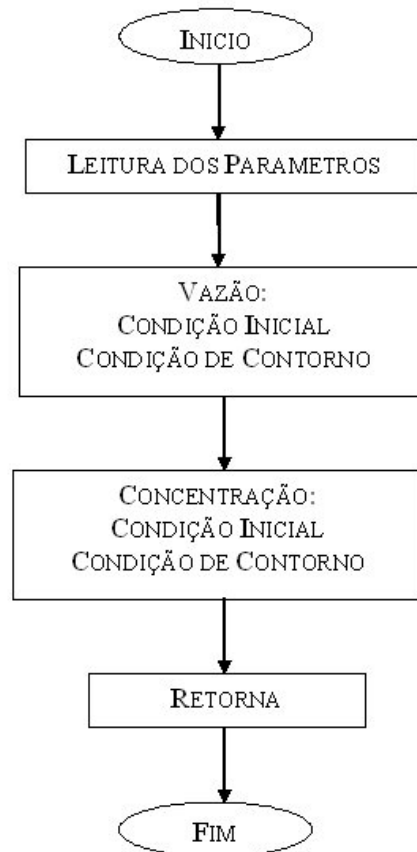 INICIO
LEITURA DOS PARAMETROS
VAZÃO:
CONDIÇÃO INICIAL
CONDIÇÃO DE CONTORNO
CONCENTRAÇÃO:
CONDIÇÃO INICIAL
CONDIÇÃO DE CONTORNO
RETORNA
FIM